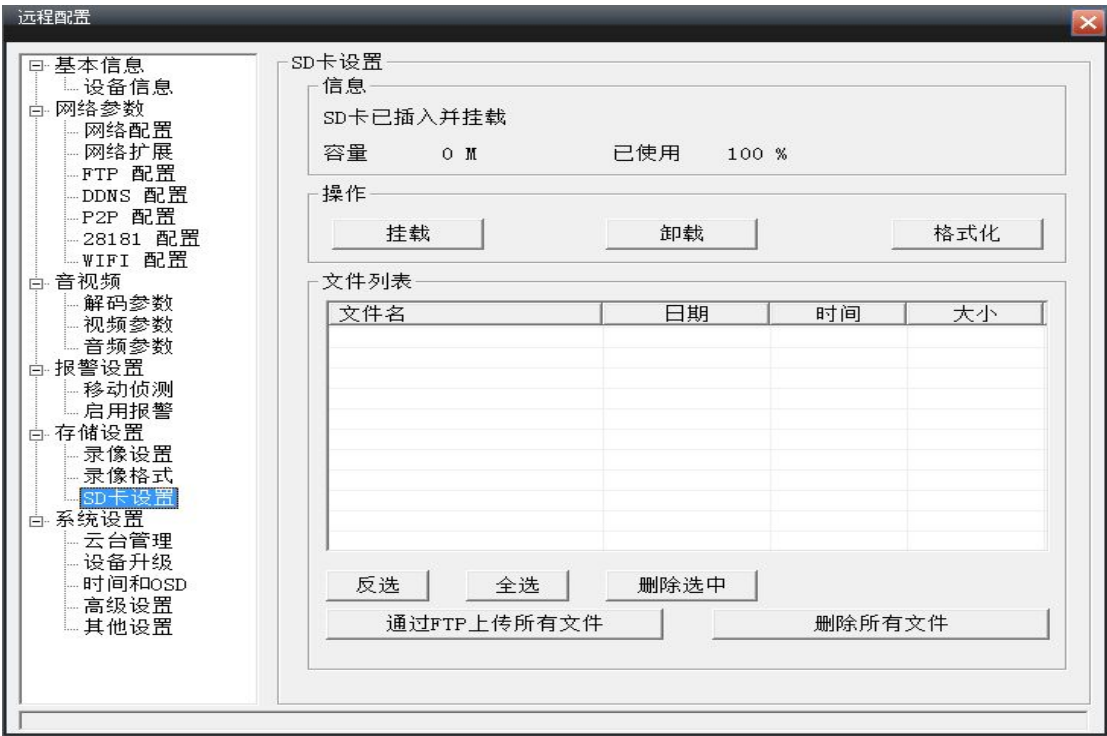 远程配置
基本信息
设备信息
网络参数
网络配置
网络扩展
FTP 配置
DDNS 配置
P2P 配置
28181 配置
WIFI 配置
音视频
解码参数
视频参数
音频参数
报警设置
移动侦测
启用报警
存储设置
录像设置
录像格式
SD卡设置
系统设置
云台管理
设备升级
时间和OSD
高级设置
其他设置
SD卡设置
信息
SD卡已插入并挂载
容量 0 M 已使用 100 %
操作
挂载 卸载 格式化
文件列表
文件名 日期 时间 大小
反选 全选 删除选中
通过FTP上传所有文件 删除所有文件